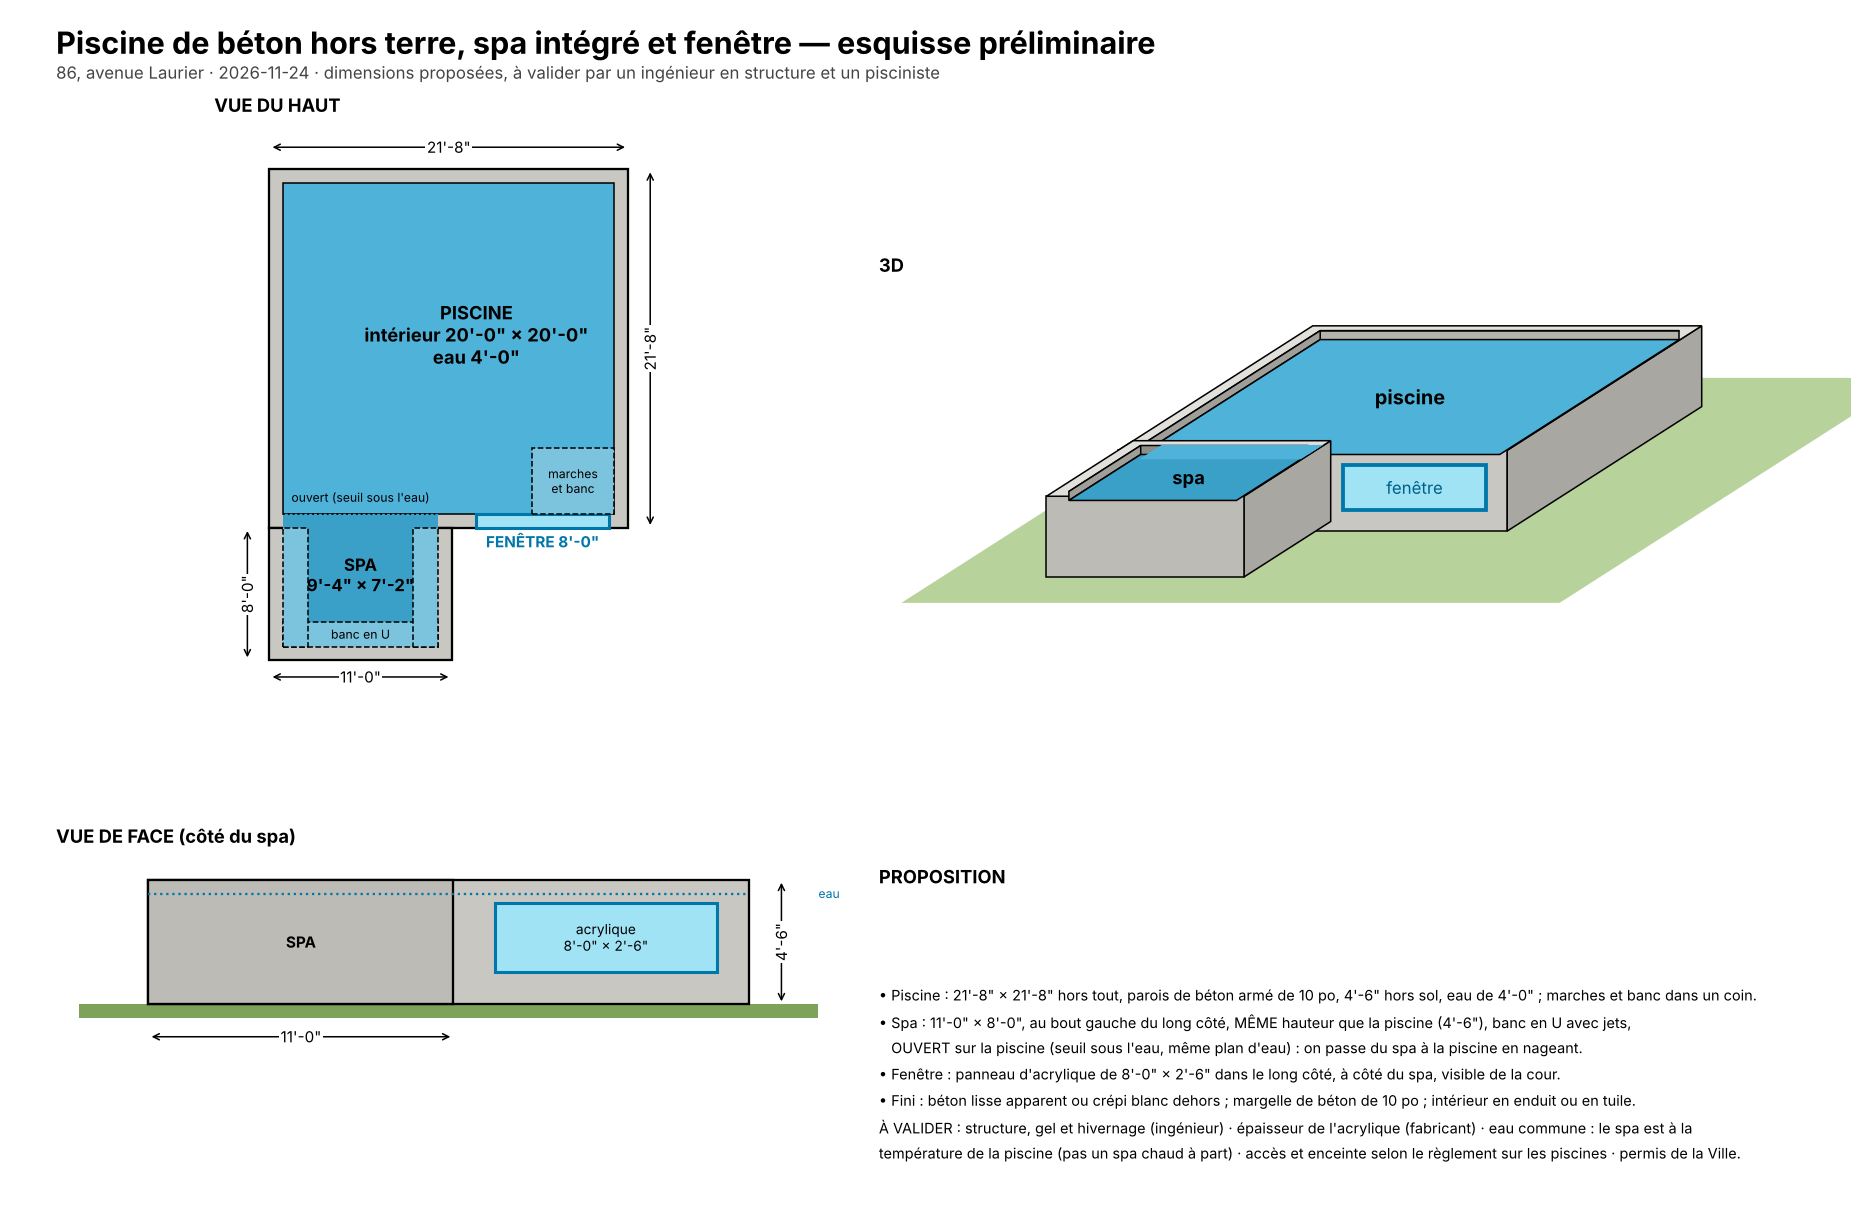 Piscine de béton hors terre, spa intégré et fenêtre — esquisse préliminaire
86, avenue Laurier · 2026-11-24 · dimensions proposées, à valider par un ingénieur en structure et un pisciniste
VUE DU HAUT
21'-8"
PISCINE
intérieur 20'-0" × 20'-0"
eau 4'-0"
21'-8"
marches
et banc
ouvert (seuil sous l'eau)
FENÊTRE 8'-0"
SPA
9'-4" × 7'-2"
8'-0"
banc en U
11'-0"
3D
piscine
spa
fenêtre
VUE DE FACE (côté du spa)
eau
acrylique
8'-0" × 2'-6"
SPA
4'-6"
11'-0"
PROPOSITION
• Piscine : 21'-8" × 21'-8" hors tout, parois de béton armé de 10 po, 4'-6" hors sol, eau de 4'-0" ; marches et banc dans un coin.
• Spa : 11'-0" × 8'-0", au bout gauche du long côté, MÊME hauteur que la piscine (4'-6"), banc en U avec jets,
OUVERT sur la piscine (seuil sous l'eau, même plan d'eau) : on passe du spa à la piscine en nageant.
• Fenêtre : panneau d'acrylique de 8'-0" × 2'-6" dans le long côté, à côté du spa, visible de la cour.
• Fini : béton lisse apparent ou crépi blanc dehors ; margelle de béton de 10 po ; intérieur en enduit ou en tuile.
À VALIDER : structure, gel et hivernage (ingénieur) · épaisseur de l'acrylique (fabricant) · eau commune : le spa est à la
température de la piscine (pas un spa chaud à part) · accès et enceinte selon le règlement sur les piscines · permis de la Ville.